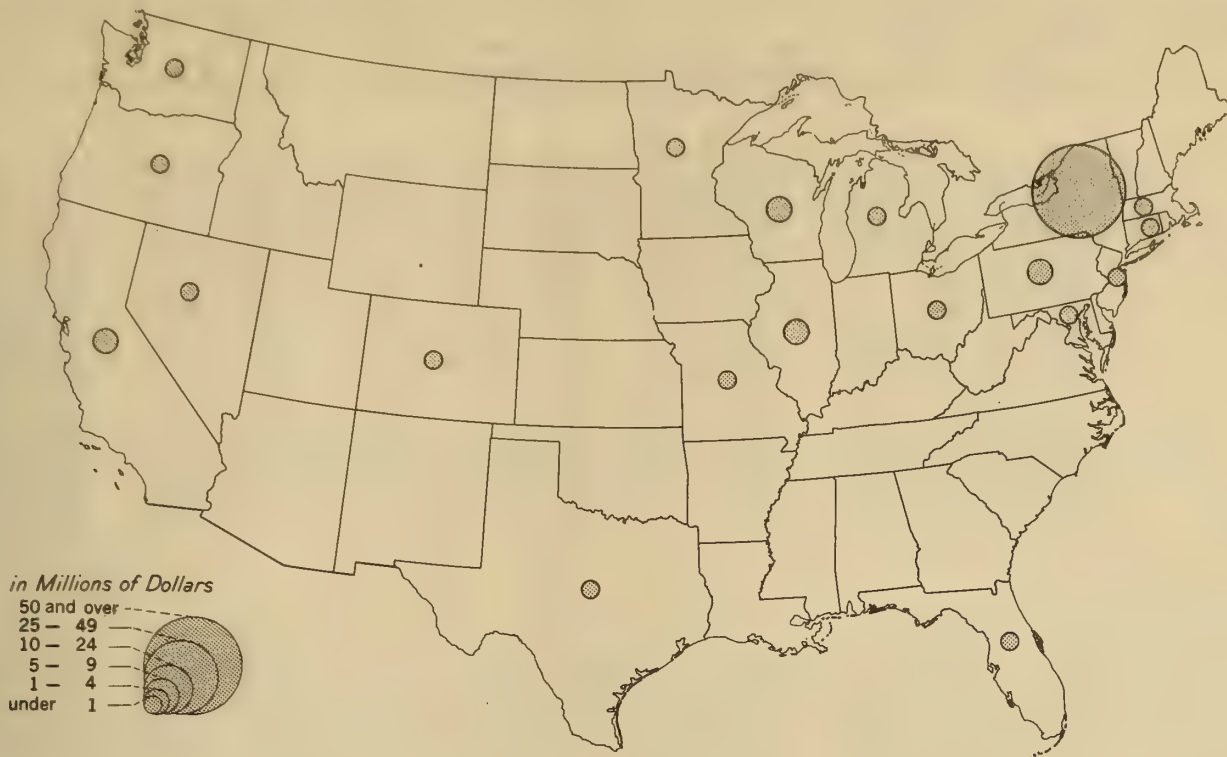 in Millions of Dollars
50 and over
25 — 49
10 — 24
5 — 9
1 — 4
under 1